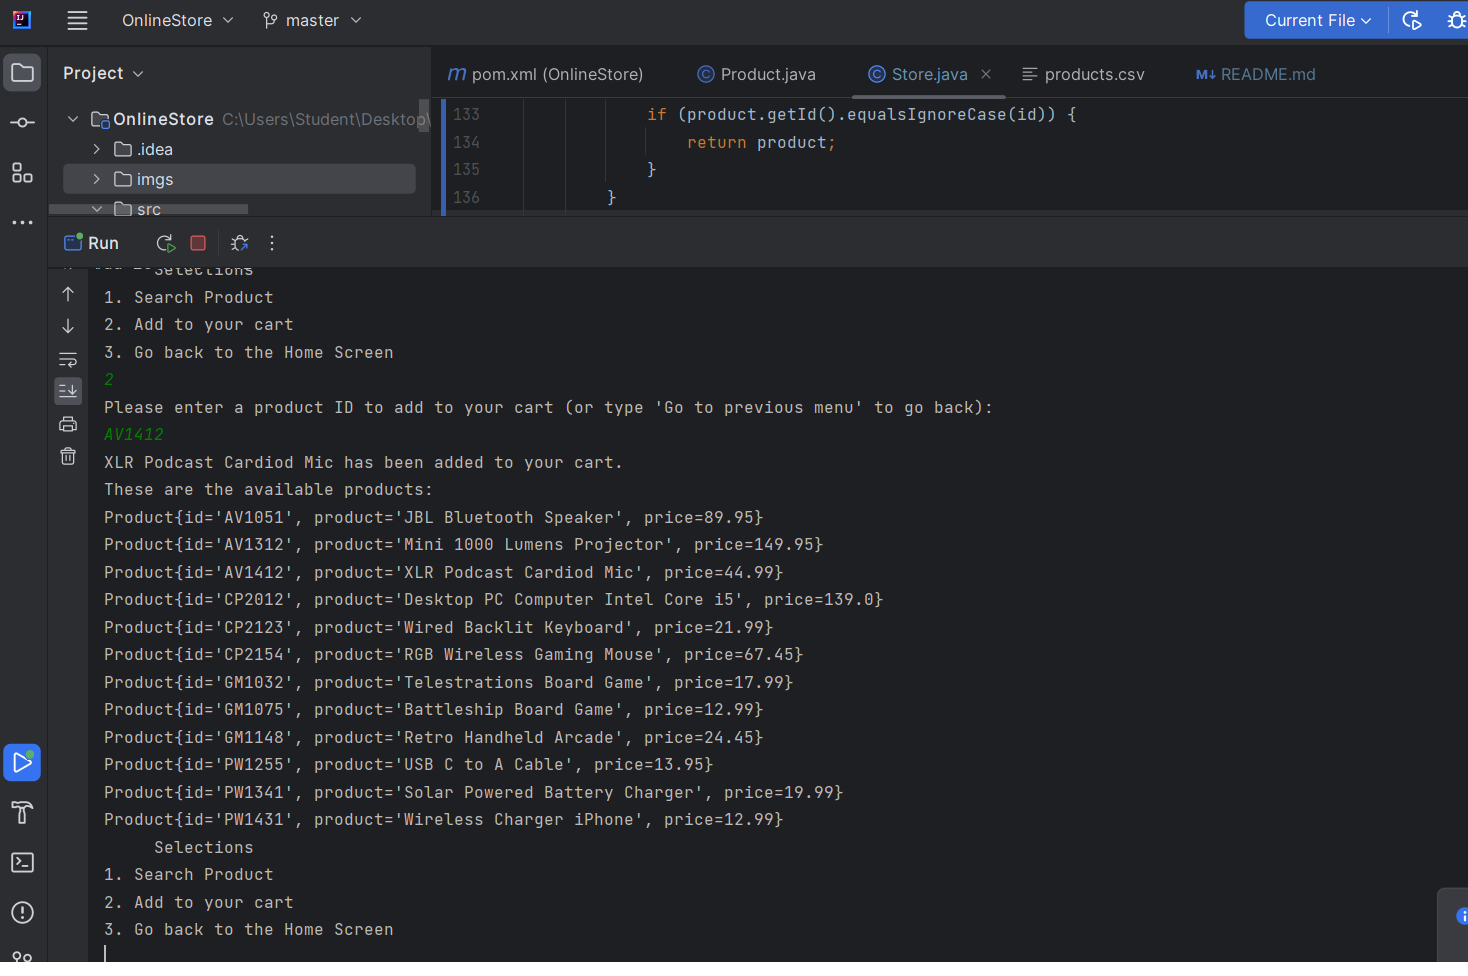 OnlineStore master Current File
Project
pom.xml (OnlineStore) Product.java Store.java products.csv README.md
OnlineStore C:\Users\Student\Desktop\
.idea
imgs
src
133 if (product.getId().equalsIgnoreCase(id)) {
134 return product;
135 }
136 }
Run
Selections
1. Search Product
2. Add to your cart
3. Go back to the Home Screen
2
Please enter a product ID to add to your cart (or type 'Go to previous menu' to go back):
AV1412
XLR Podcast Cardiod Mic has been added to your cart.
These are the available products:
Product{id='AV1051', product='JBL Bluetooth Speaker', price=89.95}
Product{id='AV1312', product='Mini 1000 Lumens Projector', price=149.95}
Product{id='AV1412', product='XLR Podcast Cardiod Mic', price=44.99}
Product{id='CP2012', product='Desktop PC Computer Intel Core i5', price=139.0}
Product{id='CP2123', product='Wired Backlit Keyboard', price=21.99}
Product{id='CP2154', product='RGB Wireless Gaming Mouse', price=67.45}
Product{id='GM1032', product='Telestrations Board Game', price=17.99}
Product{id='GM1075', product='Battleship Board Game', price=12.99}
Product{id='GM1148', product='Retro Handheld Arcade', price=24.45}
Product{id='PW1255', product='USB C to A Cable', price=13.95}
Product{id='PW1341', product='Solar Powered Battery Charger', price=19.99}
Product{id='PW1431', product='Wireless Charger iPhone', price=12.99}
Selections
1. Search Product
2. Add to your cart
3. Go back to the Home Screen